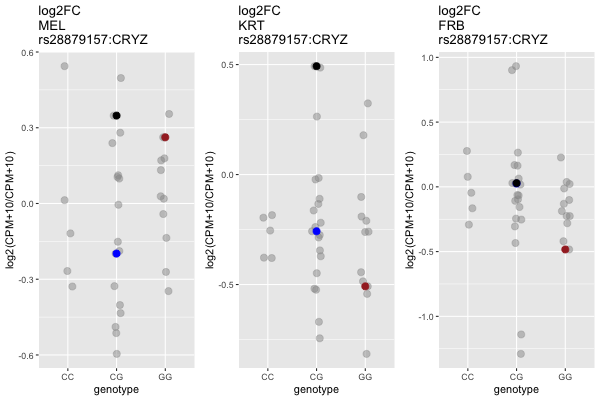 log2FC
MEL
rs28879157:CRYZ
log2(CPM+10/CPM+10)
0.6
0.3
0.0
-0.3
-0.6
CC CG GG
genotype
log2FC
KRT
rs28879157:CRYZ
log2(CPM+10/CPM+10)
0.5
0.0
-0.5
CC CG GG
genotype
log2FC
FRB
rs28879157:CRYZ
log2(CPM+10/CPM+10)
1.0
0.5
0.0
-0.5
-1.0
CC CG GG
genotype